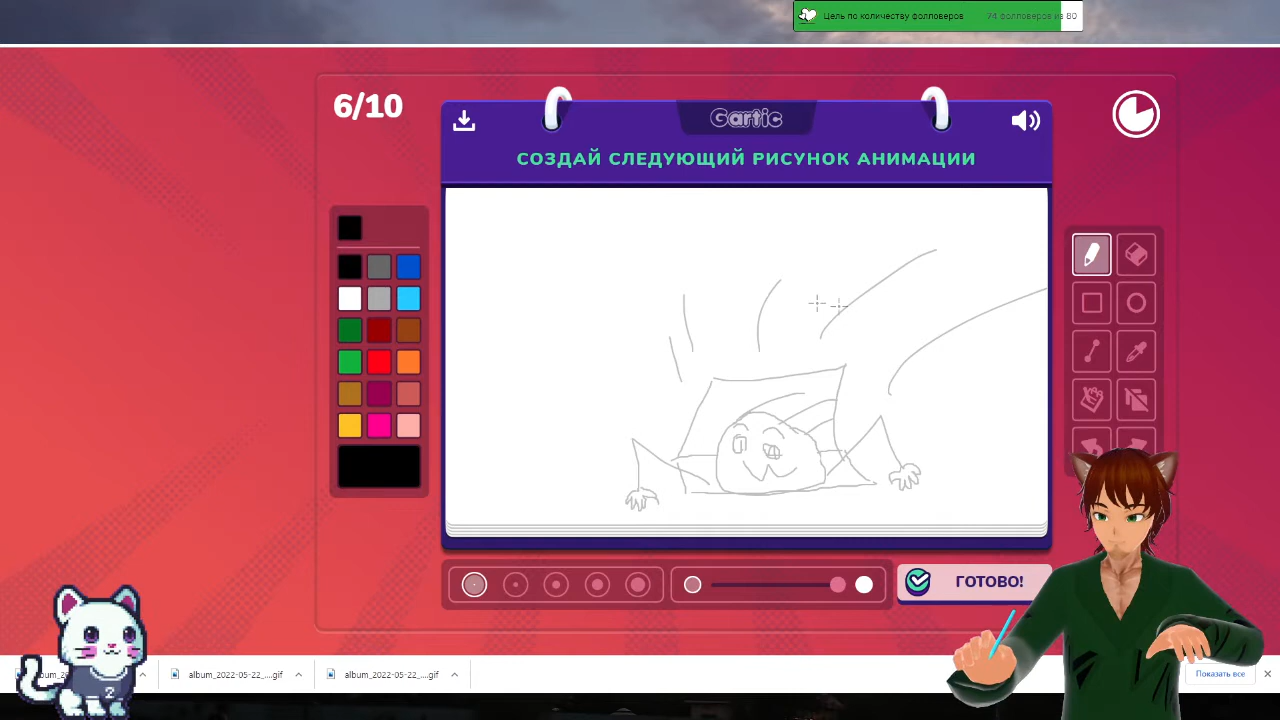 Цель по количеству фолловеров 74 фолловеров из 80
6/10
Gartic
СОЗДАЙ СЛЕДУЮЩИЙ РИСУНОК АНИМАЦИИ
ГОТОВО!
album_2022-05-22_....gif
album_2022-05-22_....gif
Показать все
2